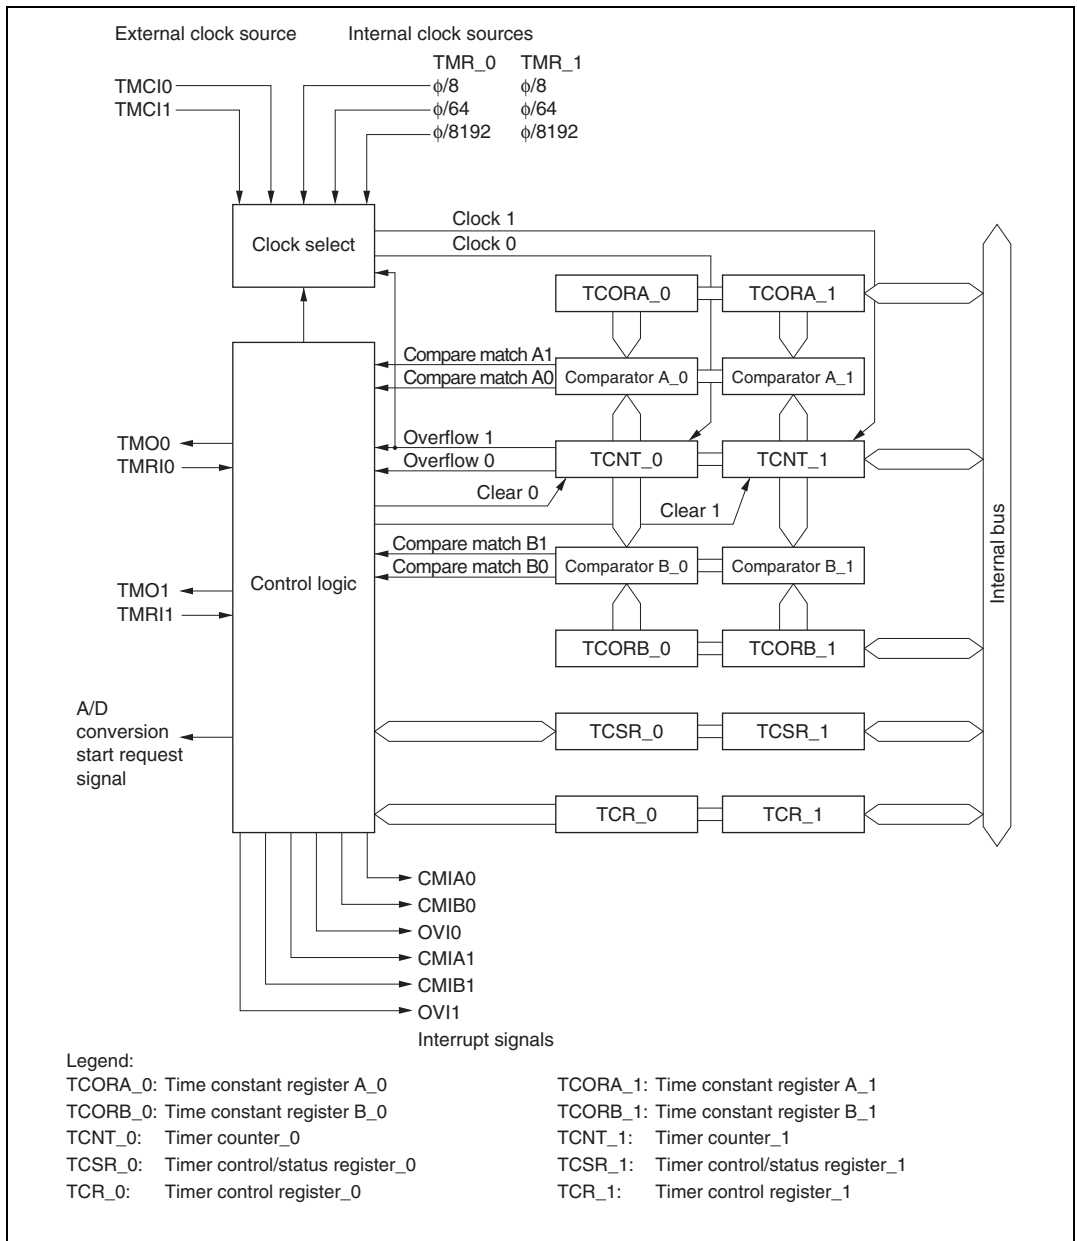 External clock source
Internal clock sources
TMR_0 TMR_1
TMCI0
ϕ/8 ϕ/8
TMCI1
ϕ/64 ϕ/64
ϕ/8192 ϕ/8192
Clock select
Clock 1
Clock 0
TCORA_0
TCORA_1
Compare match A1
Compare match A0
Comparator A_0
Comparator A_1
TMO0
TMRI0
Overflow 1
Overflow 0
TCNT_0
TCNT_1
Clear 0
Clear 1
Compare match B1
Compare match B0
Comparator B_0
Comparator B_1
Control logic
TMO1
TMRI1
Internal bus
TCORB_0
TCORB_1
A/D
conversion
start request
signal
TCSR_0
TCSR_1
TCR_0
TCR_1
CMIA0
CMIB0
OVI0
CMIA1
CMIB1
OVI1
Interrupt signals
Legend:
TCORA_0: Time constant register A_0
TCORA_1: Time constant register A_1
TCORB_0: Time constant register B_0
TCORB_1: Time constant register B_1
TCNT_0: Timer counter_0
TCNT_1: Timer counter_1
TCSR_0: Timer control/status register_0
TCSR_1: Timer control/status register_1
TCR_0: Timer control register_0
TCR_1: Timer control register_1